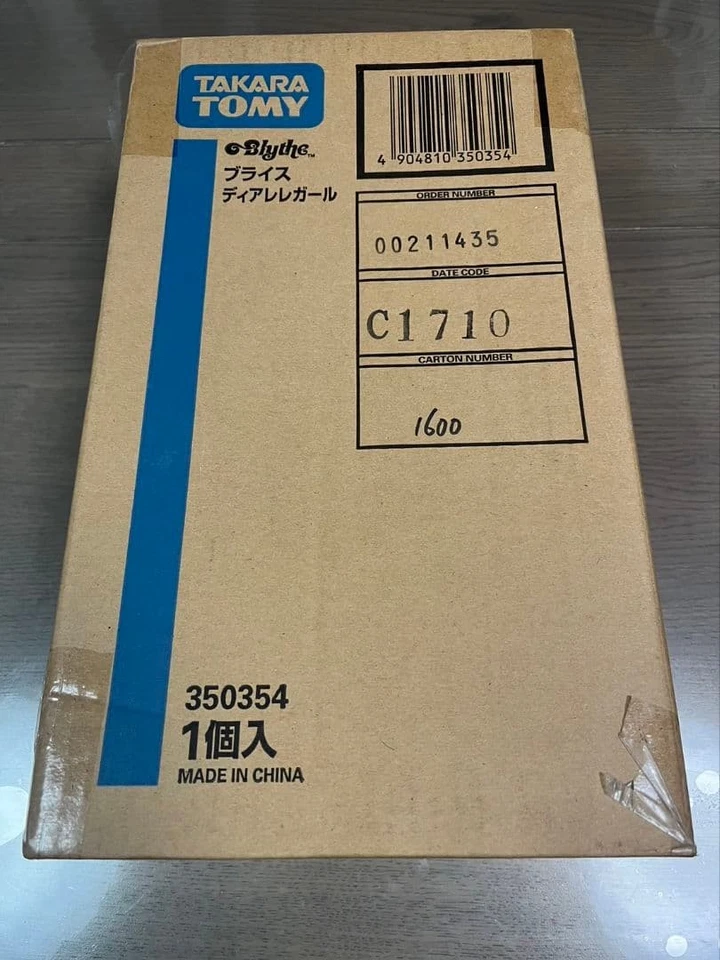 TAKARA
TOMY
Blythe™
ブライス
ディアレレガール
4 904810 350354
ORDER NUMBER
00211435
DATE CODE
C1710
CARTON NUMBER
1600
350354
1個入
MADE IN CHINA